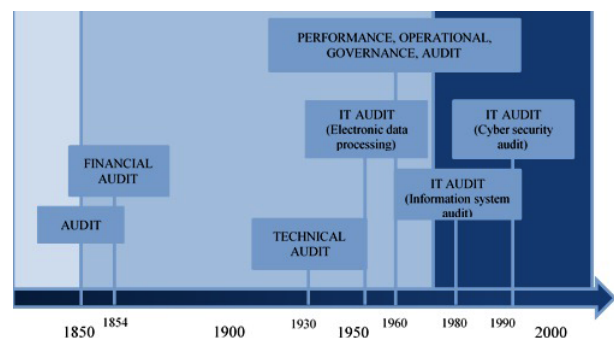 PERFORMANCE, OPERATIONAL,
GOVERNANCE, AUDIT
IT AUDIT
(Electronic data
processing)
IT AUDIT
(Cyber security
audit)
FINANCIAL
AUDIT
IT AUDIT
(Information system
audit)
AUDIT
TECHNICAL
AUDIT
1850
1854
1900
1930
1950
1960
1980
1990
2000